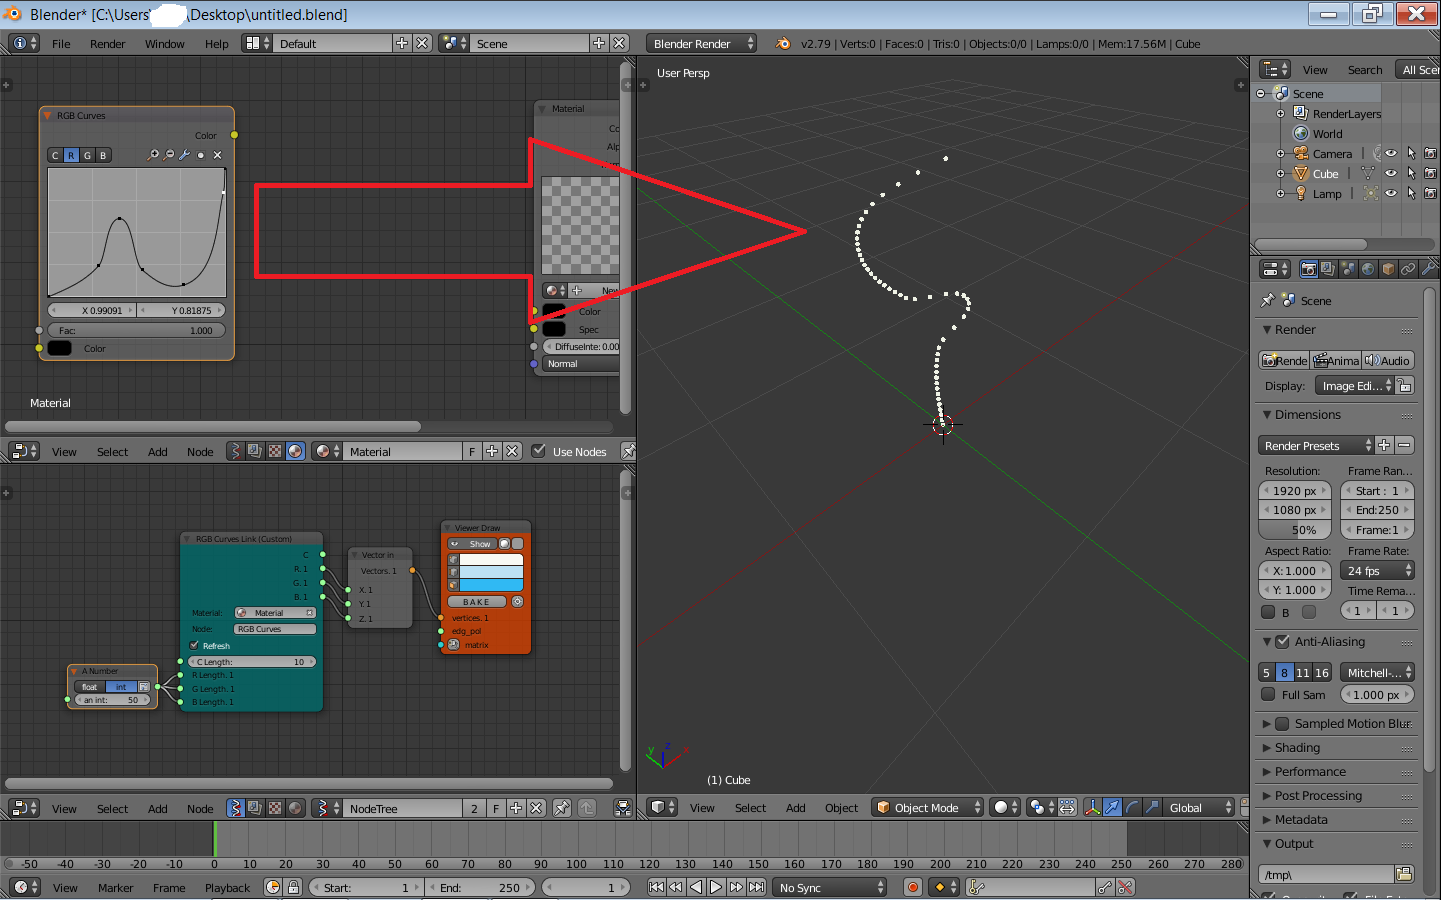 Blender* [C:\Users\ \Desktop\untitled.blend]
File Render Window Help Default Scene Blender Render v2.79 | Verts:0 | Faces:0 | Tris:0 | Objects:0/0 | Lamps:0/0 | Mem:17.56M | Cube
RGB Curves
Color
C R G B
X 0.99091 Y 0.81875
Fac: 1.000
Color
Material
Material
New
Color
Spec
DiffuseInte: 0.00
Normal
View Select Add Node Material F Use Nodes
RGB Curves Link (Custom)
C
R. 1
G. 1
B. 1
Material: Material
Node: RGB Curves
Refresh
C Length: 10
R Length. 1
G Length. 1
B Length. 1
A Number
float int
an int: 50
Vector in
Vectors. 1
X. 1
Y. 1
Z. 1
Viewer Draw
Show
BAKE
vertices. 1
edg_pol
matrix
View Select Add Node NodeTree 2 F
User Persp
y z
(1) Cube
View Select Add Object Object Mode Global
View Search All Scen
Scene
RenderLayers
World
Camera
Cube
Lamp
Scene
Render
Rende Anima Audio
Display: Image Edi...
Dimensions
Render Presets
Resolution: Frame Ran...
1920 px Start : 1
1080 px End:250
50% Frame:1
Aspect Ratio: Frame Rate:
X: 1.000 24 fps
Y: 1.000 Time Rema...
B 1 1
Anti-Aliasing
5 8 11 16 Mitchell-...
Full Sam 1.000 px
Sampled Motion Blur
Shading
Performance
Post Processing
Metadata
Output
/tmp\
-50 -40 -30 -20 -10 0 10 20 30 40 50 60 70 80 90 100 110 120 130 140 150 160 170 180 190 200 210 220 230 240 250 260 270 280
View Marker Frame Playback Start: 1 End: 250 1 No Sync